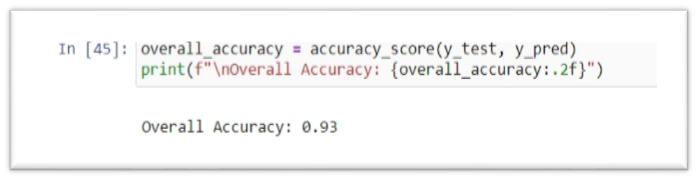 In [45]: overall_accuracy = accuracy_score(y_test, y_pred)
print(f"\nOverall Accuracy: {overall_accuracy:.2f}")
Overall Accuracy: 0.93